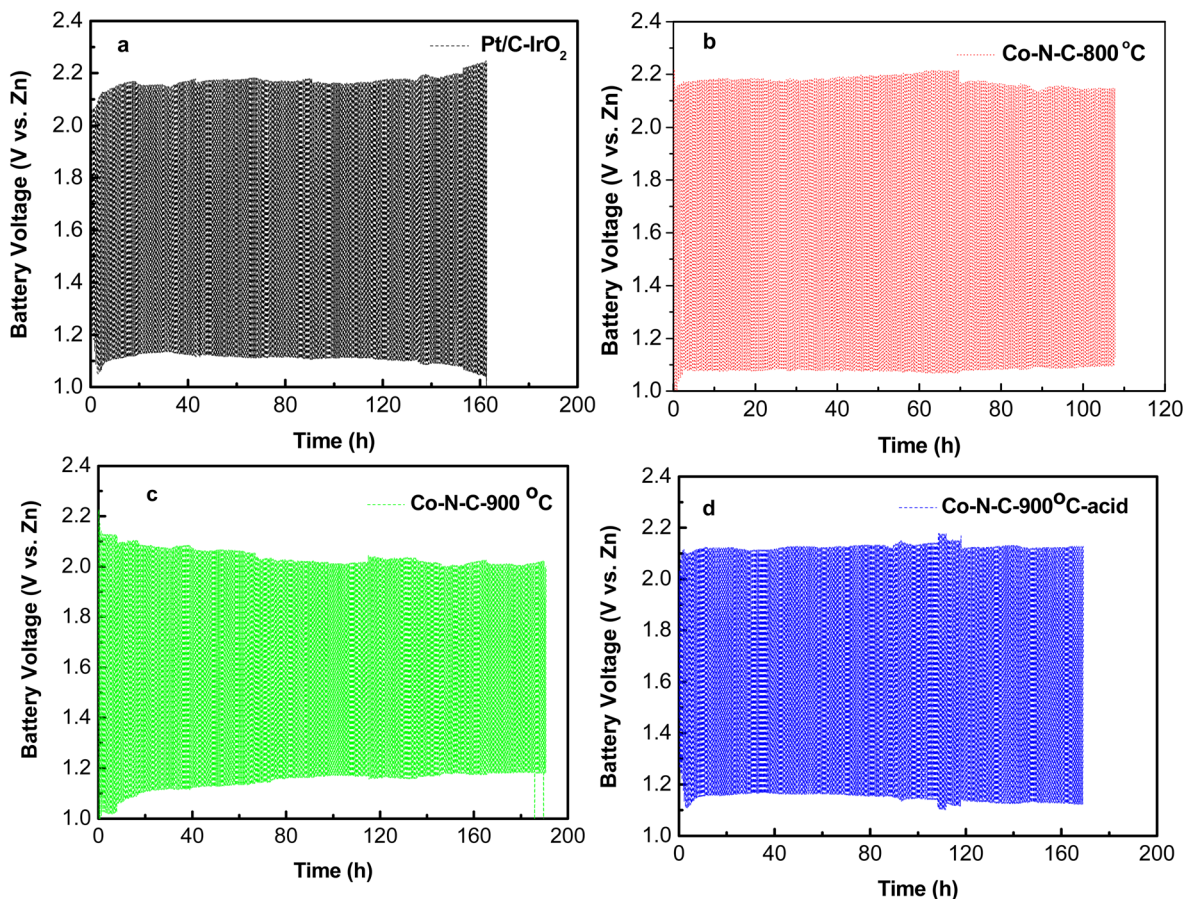 a
Pt/C-IrO2
2.4
2.2
2.0
1.8
1.6
1.4
1.2
1.0
Battery Voltage (V vs. Zn)
0 40 80 120 160 200
Time (h)
b
Co-N-C-800 °C
2.4
2.2
2.0
1.8
1.6
1.4
1.2
1.0
Battery Voltage (V vs. Zn)
0 20 40 60 80 100 120
Time (h)
c
Co-N-C-900 °C
2.4
2.2
2.0
1.8
1.6
1.4
1.2
1.0
Battery Voltage (V vs. Zn)
0 40 80 120 160 200
Time (h)
d
Co-N-C-900°C-acid
2.4
2.2
2.0
1.8
1.6
1.4
1.2
1.0
Battery Voltage (V vs. Zn)
0 40 80 120 160 200
Time (h)